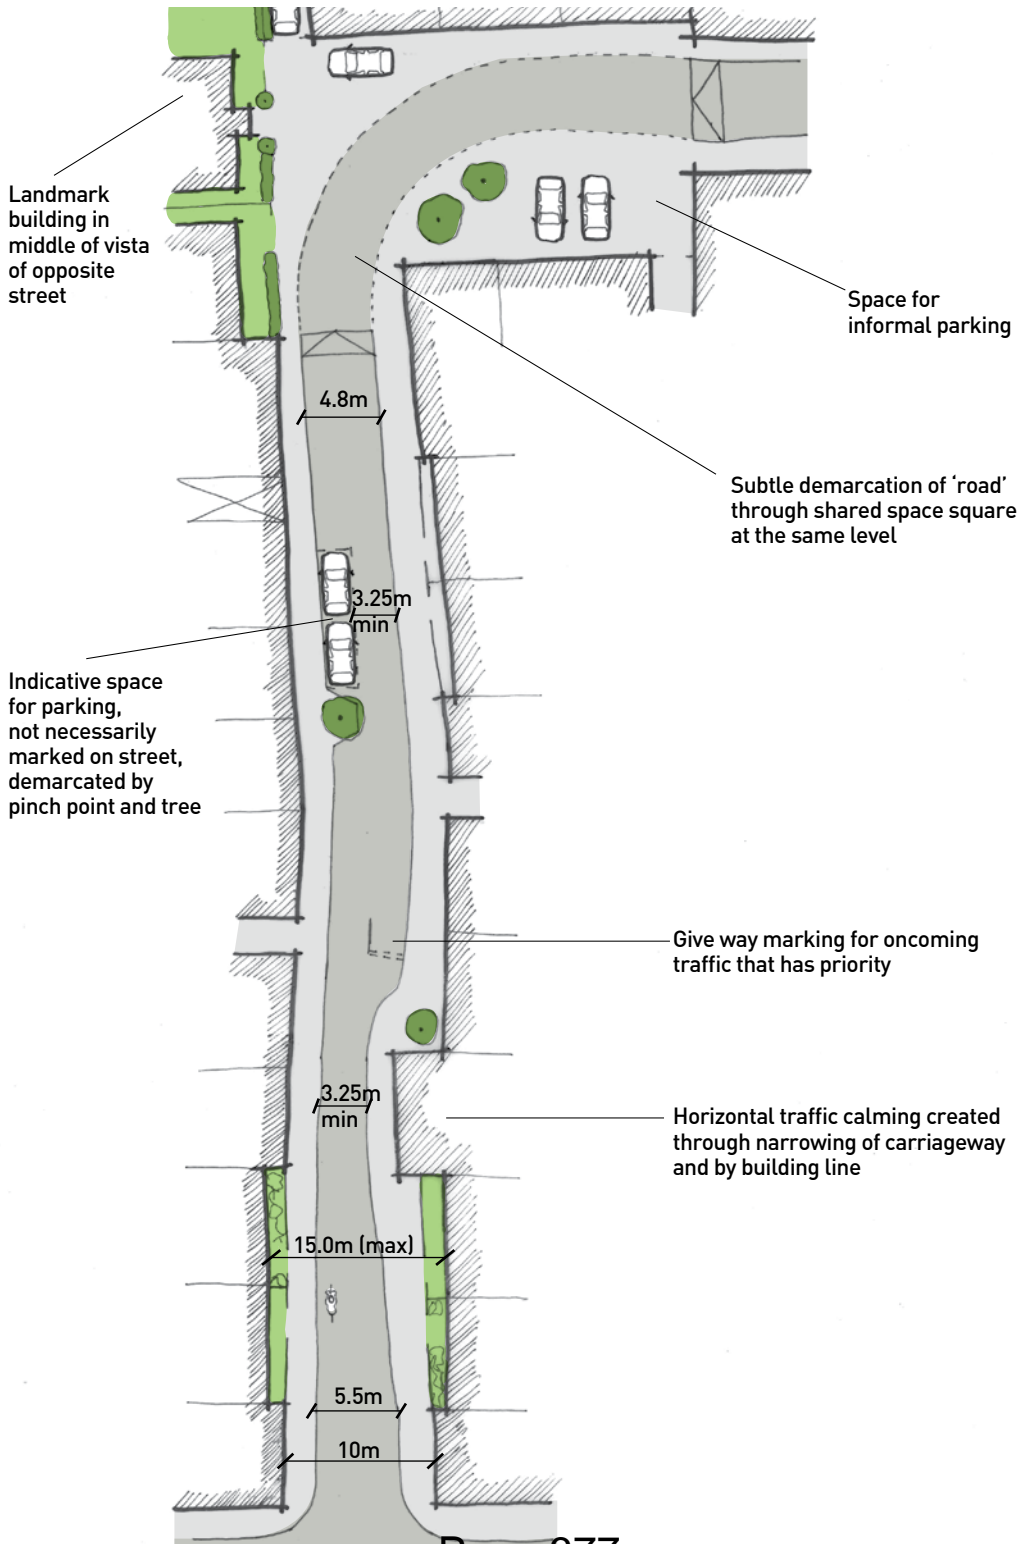 Landmark
building in
middle of vista
of opposite
street
Space for
informal parking
4.8m
Subtle demarcation of ‘road’
through shared space square
at the same level
3.25m
min
Indicative space
for parking,
not necessarily
marked on street,
demarcated by
pinch point and tree
Give way marking for oncoming
traffic that has priority
3.25m
min
Horizontal traffic calming created
through narrowing of carriageway
and by building line
15.0m (max)
5.5m
10m